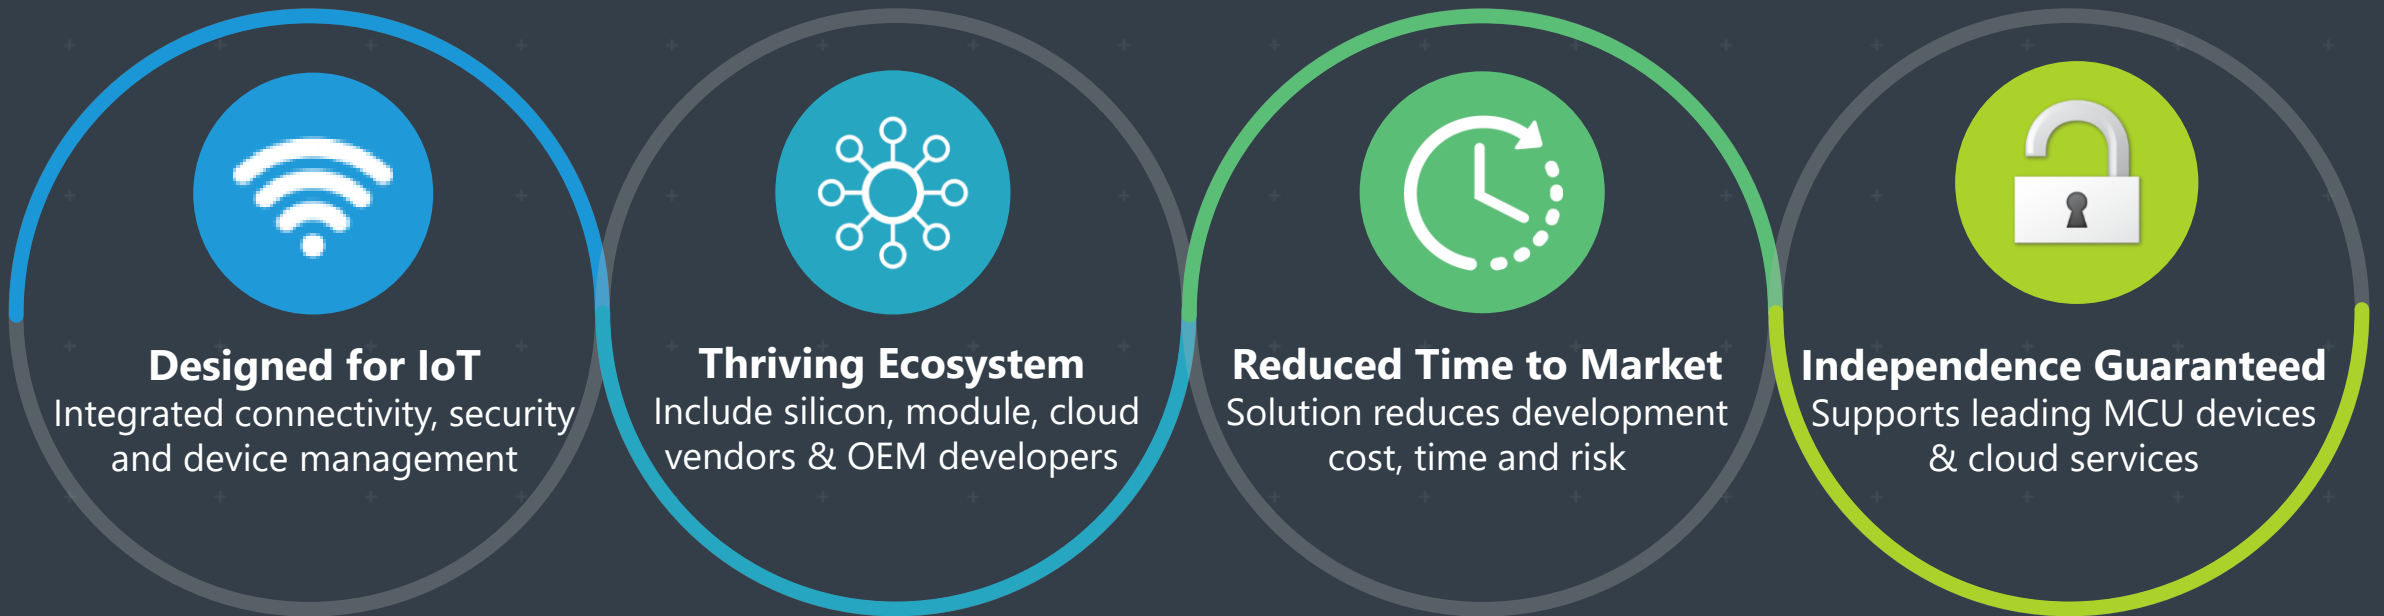 Designed for IoT
Integrated connectivity, security
and device management
Thriving Ecosystem
Include silicon, module, cloud
vendors & OEM developers
Reduced Time to Market
Solution reduces development
cost, time and risk
Independence Guaranteed
Supports leading MCU devices
& cloud services